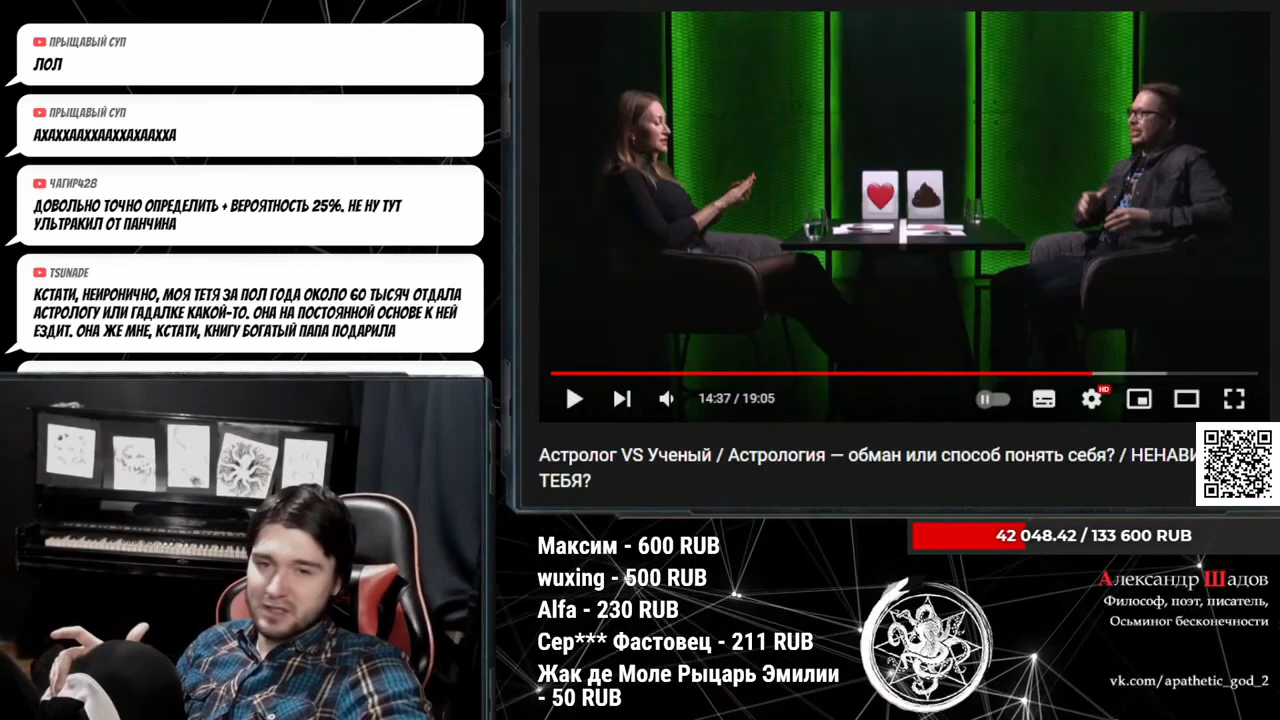 ПРЫЩАВЫЙ СУП
ЛОЛ
ПРЫЩАВЫЙ СУП
АХАХХААХХААХХАХААХХА
ЧАГИР428
ДОВОЛЬНО ТОЧНО ОПРЕДЕЛИТЬ + ВЕРОЯТНОСТЬ 25%. НЕ НУ ТУТ
УЛЬТРАКИЛ ОТ ПАНЧИНА
TSUNADE
КСТАТИ, НЕИРОНИЧНО, МОЯ ТЕТЯ ЗА ПОЛ ГОДА ОКОЛО 60 ТЫСЯЧ ОТДАЛА
АСТРОЛОГУ ИЛИ ГАДАЛКЕ КАКОЙ-ТО. ОНА НА ПОСТОЯННОЙ ОСНОВЕ К НЕЙ
ЕЗДИТ. ОНА ЖЕ МНЕ, КСТАТИ, КНИГУ БОГАТЫЙ ПАПА ПОДАРИЛА
14:37 / 19:05
HD
Астролог VS Ученый / Астрология — обман или способ понять себя? / НЕНАВИ
ТЕБЯ?
42 048.42 / 133 600 RUB
Максим - 600 RUB
wuxing - 500 RUB
Alfa - 230 RUB
Сер*** Фастовец - 211 RUB
Жак де Моле Рыцарь Эмилии
- 50 RUB
Александр Шадов
Философ, поэт, писатель,
Осьминог бесконечности
vk.com/apathetic_god_2